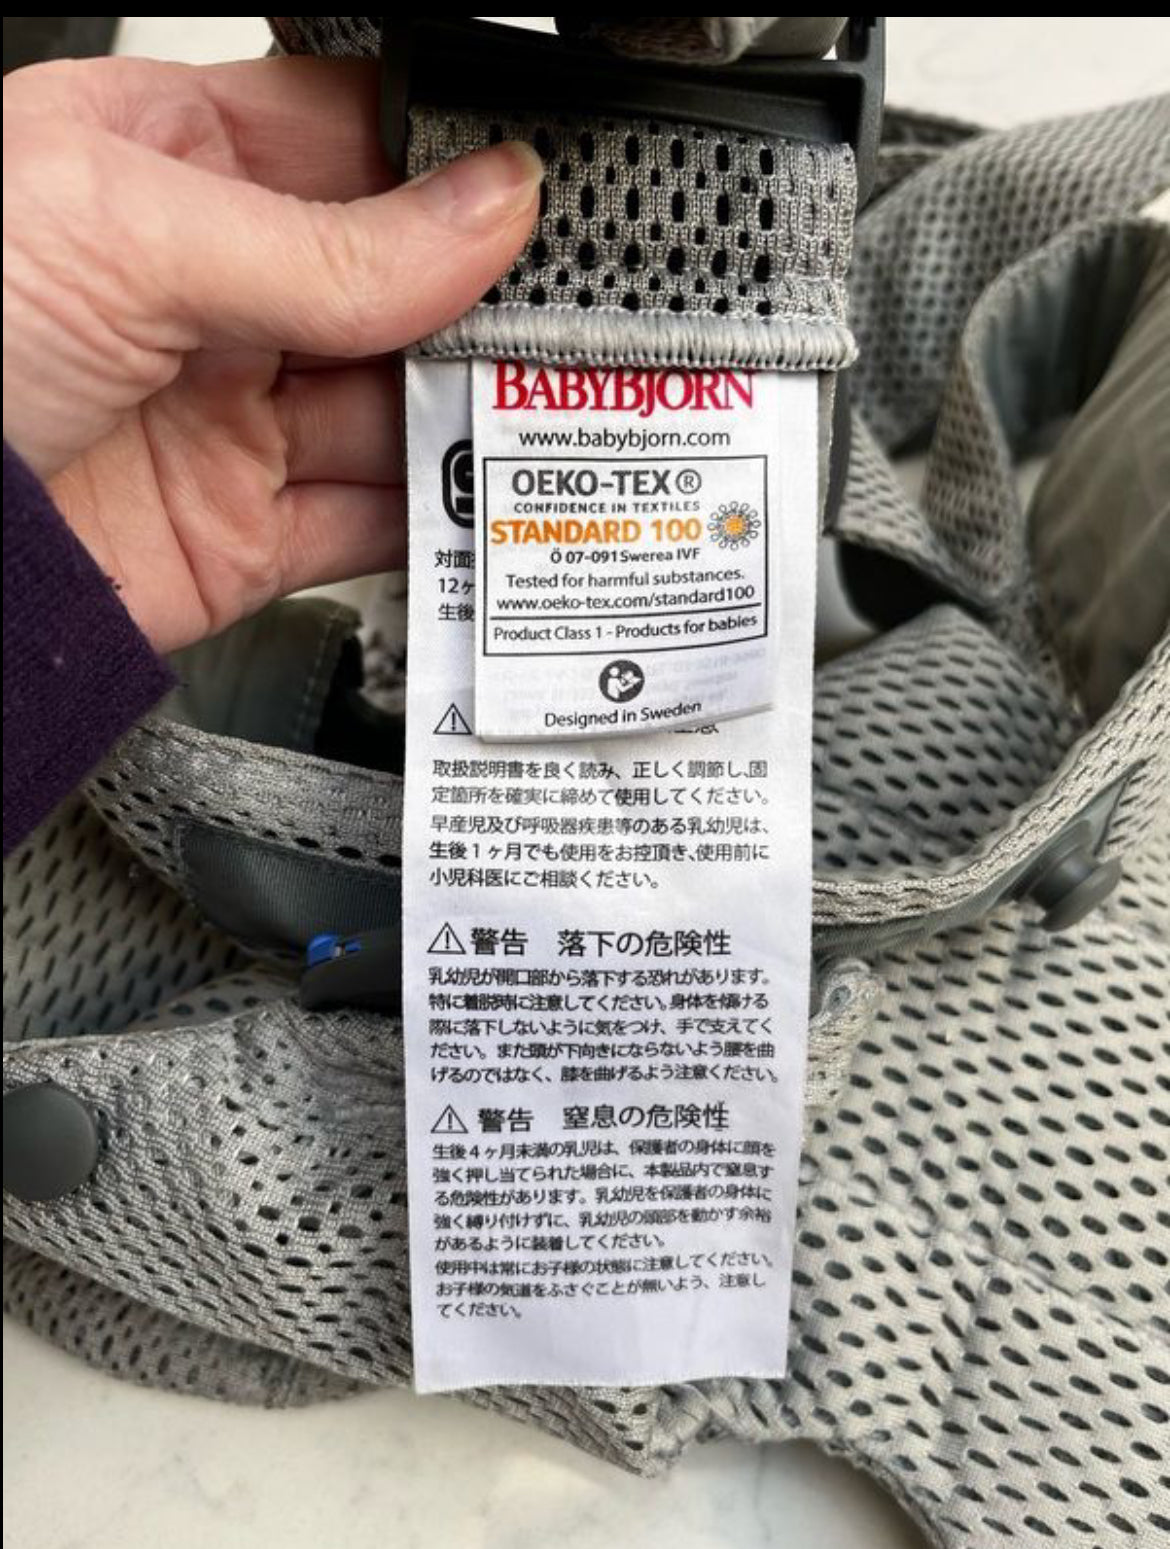 BABYBJÖRN
www.babybjorn.com
OEKO-TEX®
CONFIDENCE IN TEXTILES
STANDARD 100
Ö 07-091 Swerea IVF
Tested for harmful substances.
www.oeko-tex.com/standard100
Product Class 1 - Products for babies
Designed in Sweden
対面
12ヶ
生後
取扱説明書を良く読み、正しく調節し、固
定箇所を確実に締めて使用してください。
早産児及び呼吸器疾患等のある乳幼児は、
生後1ヶ月でも使用をお控頂き、使用前に
小児科医にご相談ください。
⚠警告 落下の危険性
乳幼児が開口部から落下する恐れがあります。
特に着脱時に注意してください。身体を傾ける
際に落下しないように気をつけ、手で支えてく
ださい。また頭が下向きにならないよう腰を曲
げるのではなく、膝を曲げるよう注意ください。
⚠警告 窒息の危険性
生後4ヶ月未満の乳児は、保護者の身体に顔を
強く押し当てられた場合に、本製品内で窒息す
る危険性があります。乳幼児を保護者の身体に
強く縛り付けずに、乳幼児の頭部を動かす余裕
があるように装着してください。
使用中は常にお子様の状態に注意してください。
お子様の気道をふさぐことが無いよう、注意し
てください。